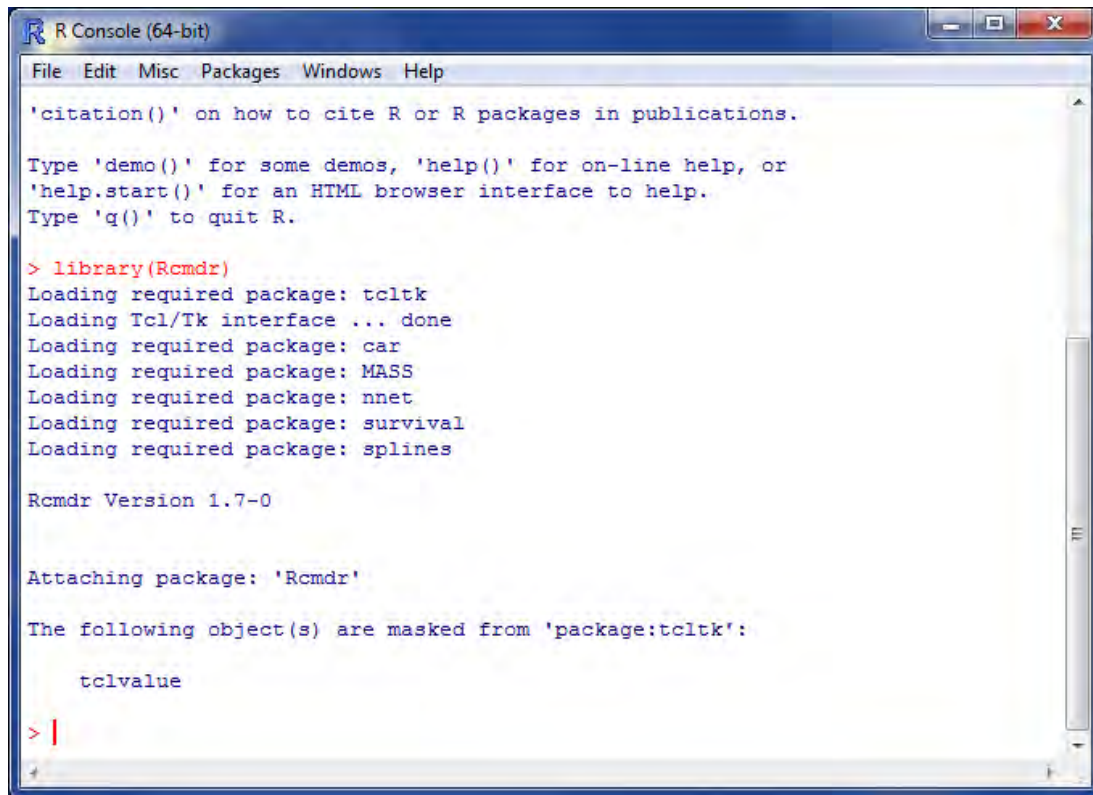 R Console (64-bit)
File Edit Misc Packages Windows Help
'citation()' on how to cite R or R packages in publications.
Type 'demo()' for some demos, 'help()' for on-line help, or
'help.start()' for an HTML browser interface to help.
Type 'q()' to quit R.
> library(Rcmdr)
Loading required package: tcltk
Loading Tcl/Tk interface ... done
Loading required package: car
Loading required package: MASS
Loading required package: nnet
Loading required package: survival
Loading required package: splines
Rcmdr Version 1.7-0
Attaching package: 'Rcmdr'
The following object(s) are masked from 'package:tcltk':
tclvalue
>